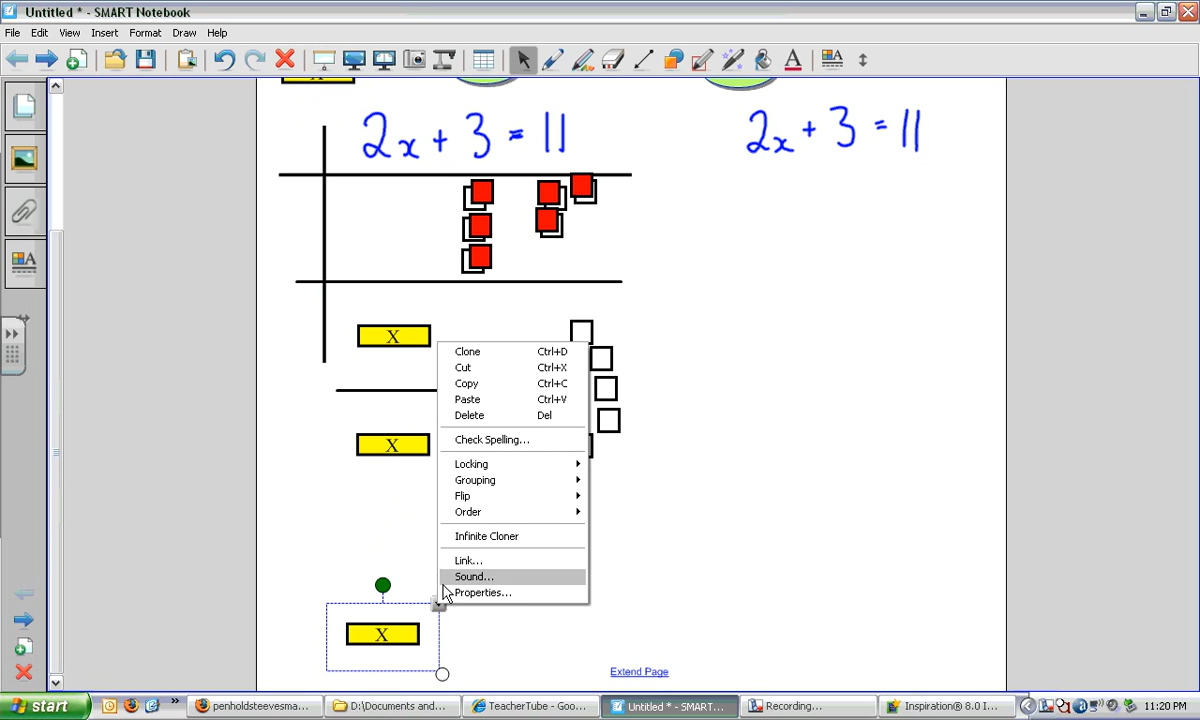 Untitled * - SMART Notebook
File Edit View Insert Format Draw Help
X
2x + 3 = 11
2x + 3 = 11
X
X
Clone Ctrl+D
Cut Ctrl+X
Copy Ctrl+C
Paste Ctrl+V
Delete Del
Check Spelling...
Locking
Grouping
Flip
Order
Infinite Cloner
Link...
Sound...
Properties...
X
Extend Page
start
penholdsteevesma...
D:\Documents and...
TeacherTube - Goo...
Untitled * - SMART...
Recording...
Inspiration® 8.0 I...
11:20 PM